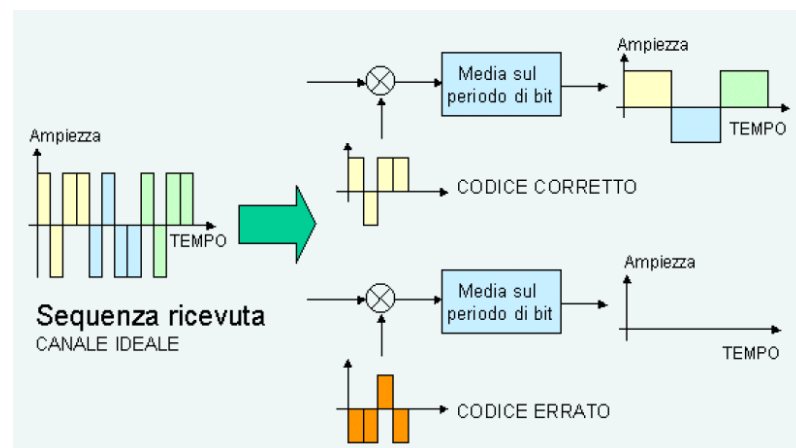 Ampiezza
TEMPO
Sequenza ricevuta
CANALE IDEALE
Media sul
periodo di bit
Ampiezza
TEMPO
CODICE CORRETTO
Media sul
periodo di bit
Ampiezza
TEMPO
CODICE ERRATO